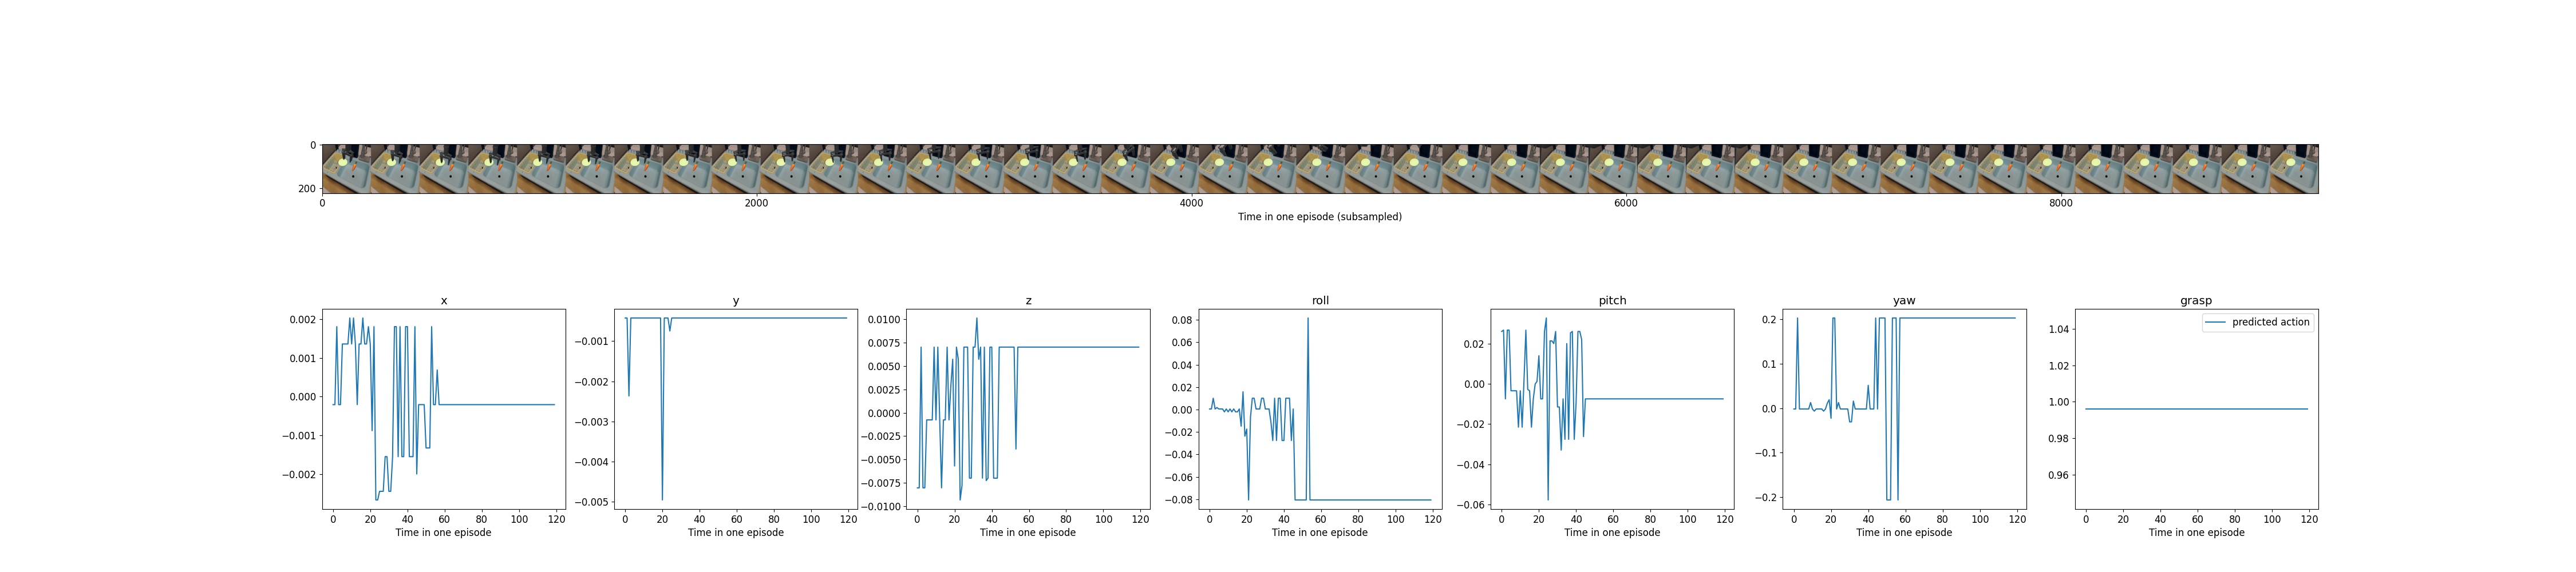 0
200
0 2000 4000 6000 8000
Time in one episode (subsampled)
x
0.002
0.001
0.000
−0.001
−0.002
0 20 40 60 80 100 120
Time in one episode
y
−0.001
−0.002
−0.003
−0.004
−0.005
0 20 40 60 80 100 120
Time in one episode
z
0.0100
0.0075
0.0050
0.0025
0.0000
−0.0025
−0.0050
−0.0075
−0.0100
0 20 40 60 80 100 120
Time in one episode
roll
0.08
0.06
0.04
0.02
0.00
−0.02
−0.04
−0.06
−0.08
0 20 40 60 80 100 120
Time in one episode
pitch
0.02
0.00
−0.02
−0.04
−0.06
0 20 40 60 80 100 120
Time in one episode
yaw
0.2
0.1
0.0
−0.1
−0.2
0 20 40 60 80 100 120
Time in one episode
grasp
predicted action
1.04
1.02
1.00
0.98
0.96
0 20 40 60 80 100 120
Time in one episode